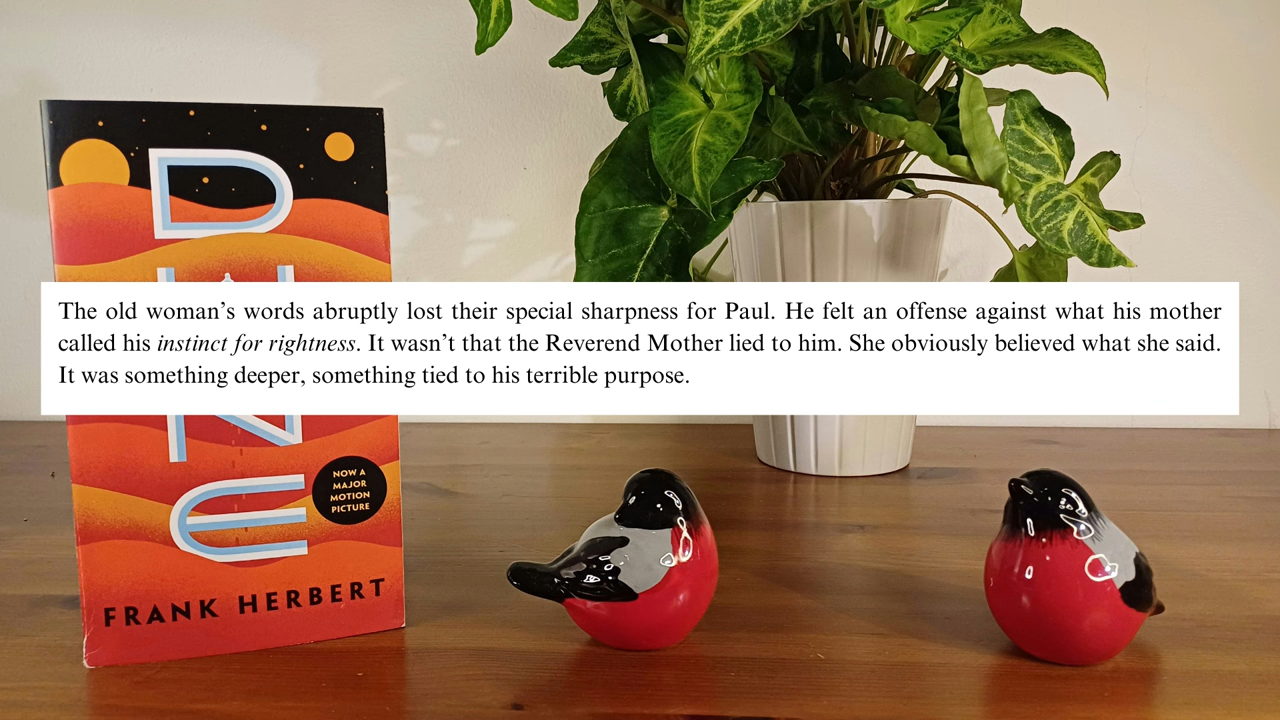 D
The old woman’s words abruptly lost their special sharpness for Paul. He felt an offense against what his mother
called his instinct for rightness. It wasn’t that the Reverend Mother lied to him. She obviously believed what she said.
It was something deeper, something tied to his terrible purpose.
N
E
NOW A
MAJOR
MOTION
PICTURE
FRANK HERBERT